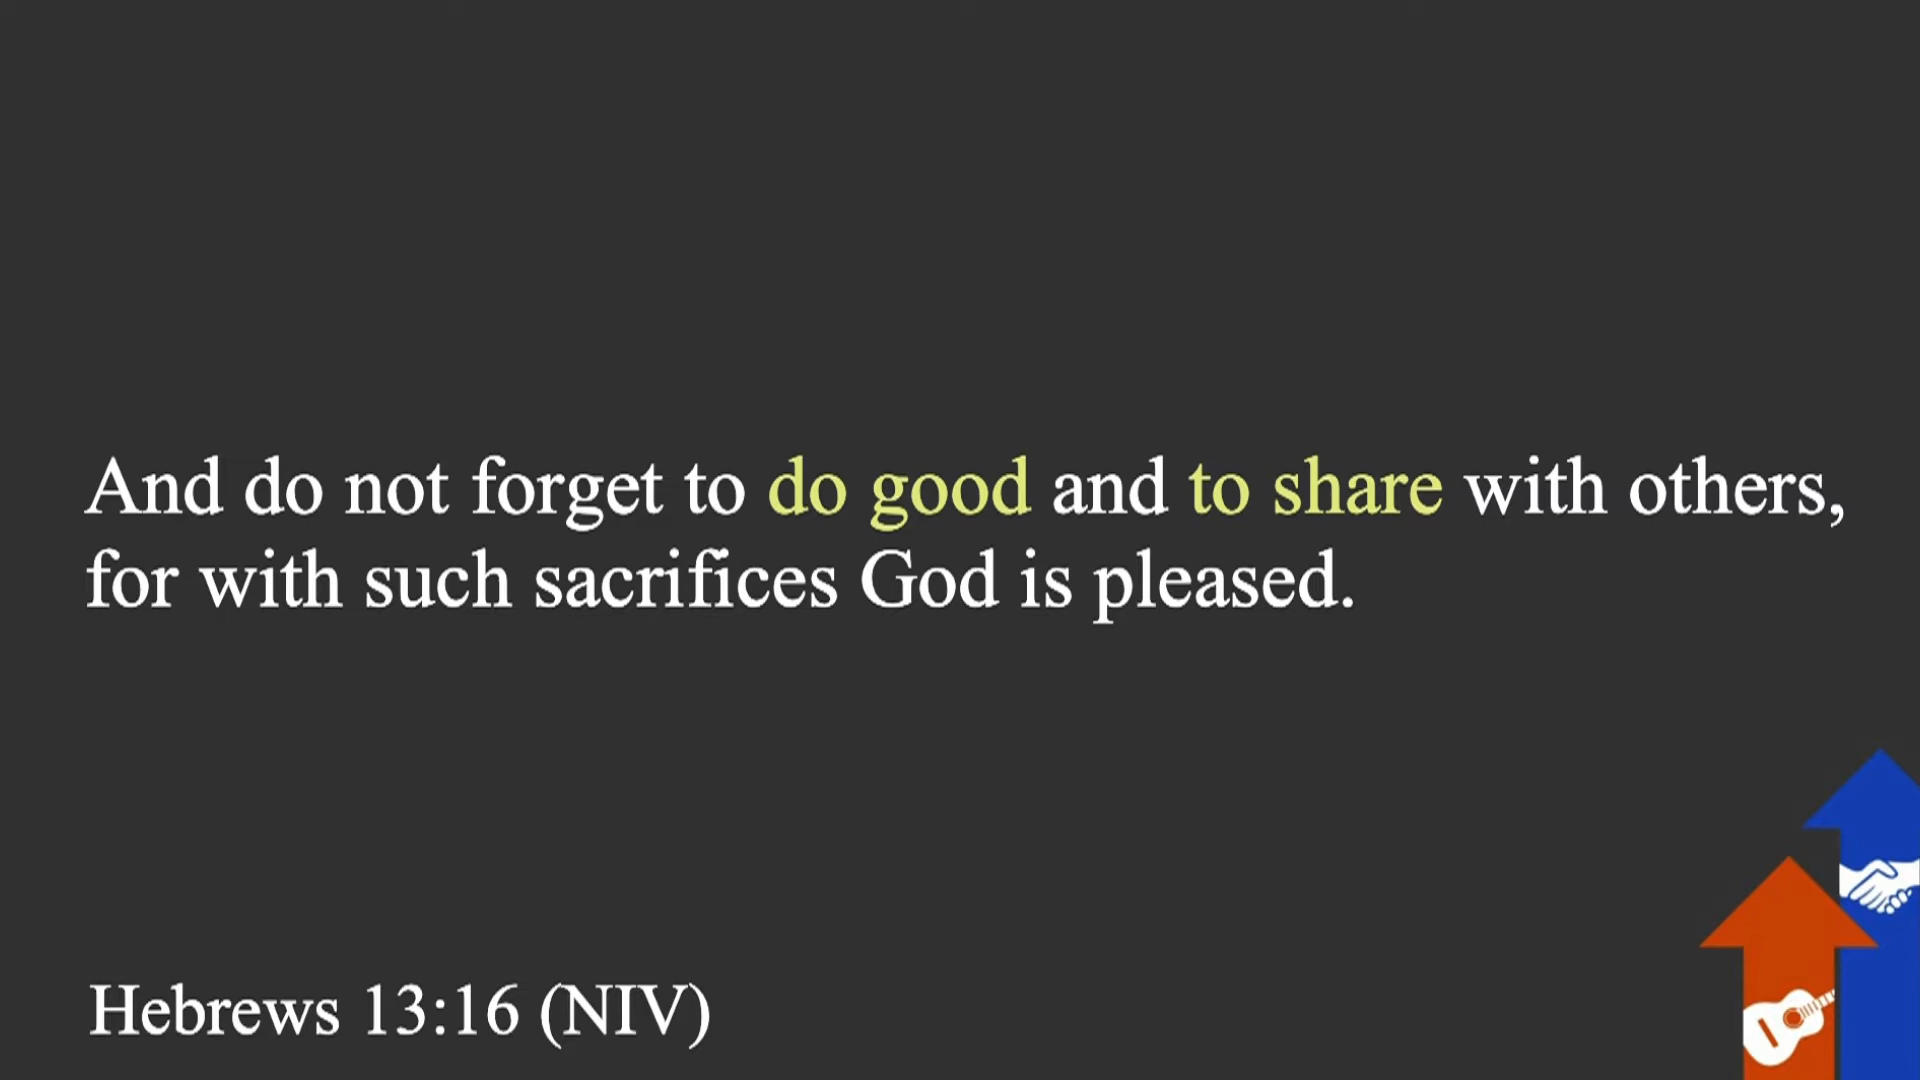 And do not forget to do good and to share with others,
for with such sacrifices God is pleased.
Hebrews 13:16 (NIV)